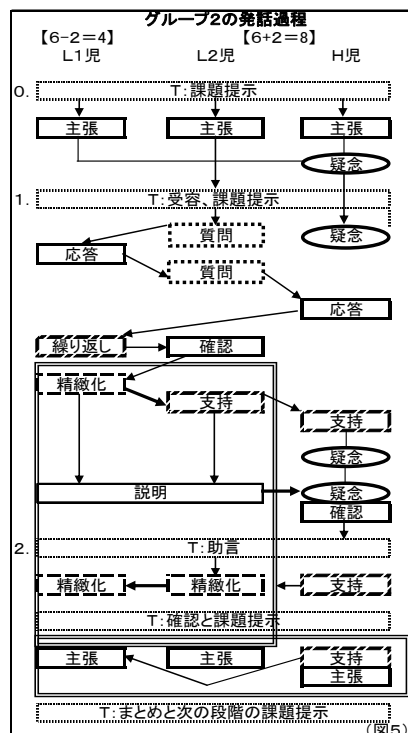 グループ2の発話過程
【6-2=4】 【6+2=8】
L1児 L2児 H児
0. T:課題提示
主張 主張 主張
疑念
1. T:受容、課題提示
質問 疑念
応答
質問
応答
繰り返し 確認
精緻化
支持
支持
疑念
説明 疑念
確認
2. T:助言
精緻化 精緻化 支持
T:確認と課題提示
主張 主張 支持
主張
T:まとめと次の段階の課題提示
(図5)